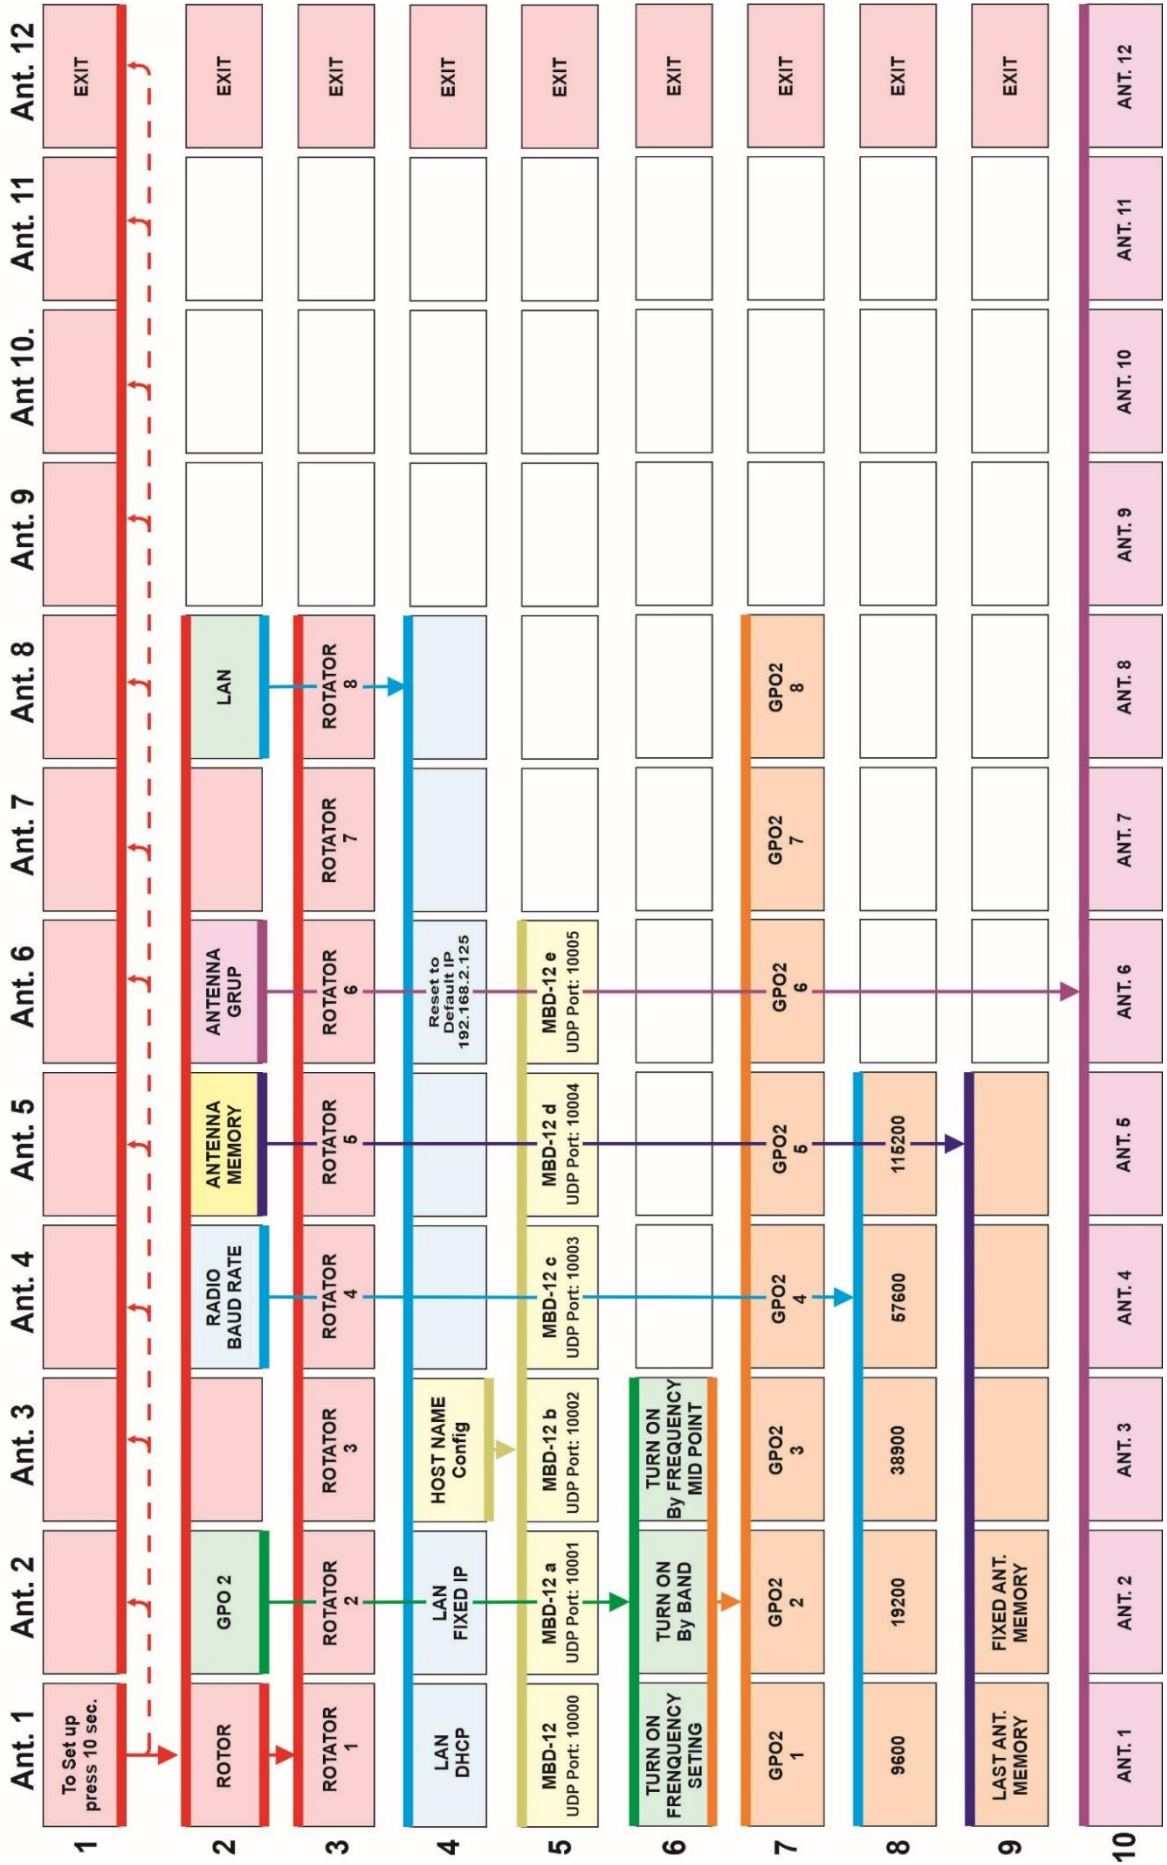 Ant. 1
Ant. 2
Ant. 3
Ant. 4
Ant. 5
Ant. 6
Ant. 7
Ant. 8
Ant. 9
Ant 10.
Ant. 11
Ant. 12
1
To Set up
press 10 sec.
EXIT
2
ROTOR
GPO 2
RADIO
BAUD RATE
ANTENNA
MEMORY
ANTENNA
GRUP
LAN
EXIT
3
ROTATOR
1
ROTATOR
2
ROTATOR
3
ROTATOR
4
ROTATOR
5
ROTATOR
6
ROTATOR
7
ROTATOR
8
EXIT
4
LAN
DHCP
LAN
FIXED IP
HOST NAME
Config
Reset to
Default IP
192.168.2.125
EXIT
5
MBD-12
UDP Port: 10000
MBD-12 a
UDP Port: 10001
MBD-12 b
UDP Port: 10002
MBD-12 c
UDP Port: 10003
MBD-12 d
UDP Port: 10004
MBD-12 e
UDP Port: 10005
EXIT
6
TURN ON
FRENQUENCY
SETING
TURN ON
By BAND
TURN ON
By FREQUENCY
MID POINT
EXIT
7
GPO2
1
GPO2
2
GPO2
3
GPO2
4
GPO2
5
GPO2
6
GPO2
7
GPO2
8
EXIT
8
9600
19200
38900
57600
115200
EXIT
9
LAST ANT.
MEMORY
FIXED ANT.
MEMORY
EXIT
10
ANT. 1
ANT. 2
ANT. 3
ANT. 4
ANT. 5
ANT. 6
ANT. 7
ANT. 8
ANT. 9
ANT. 10
ANT. 11
ANT. 12